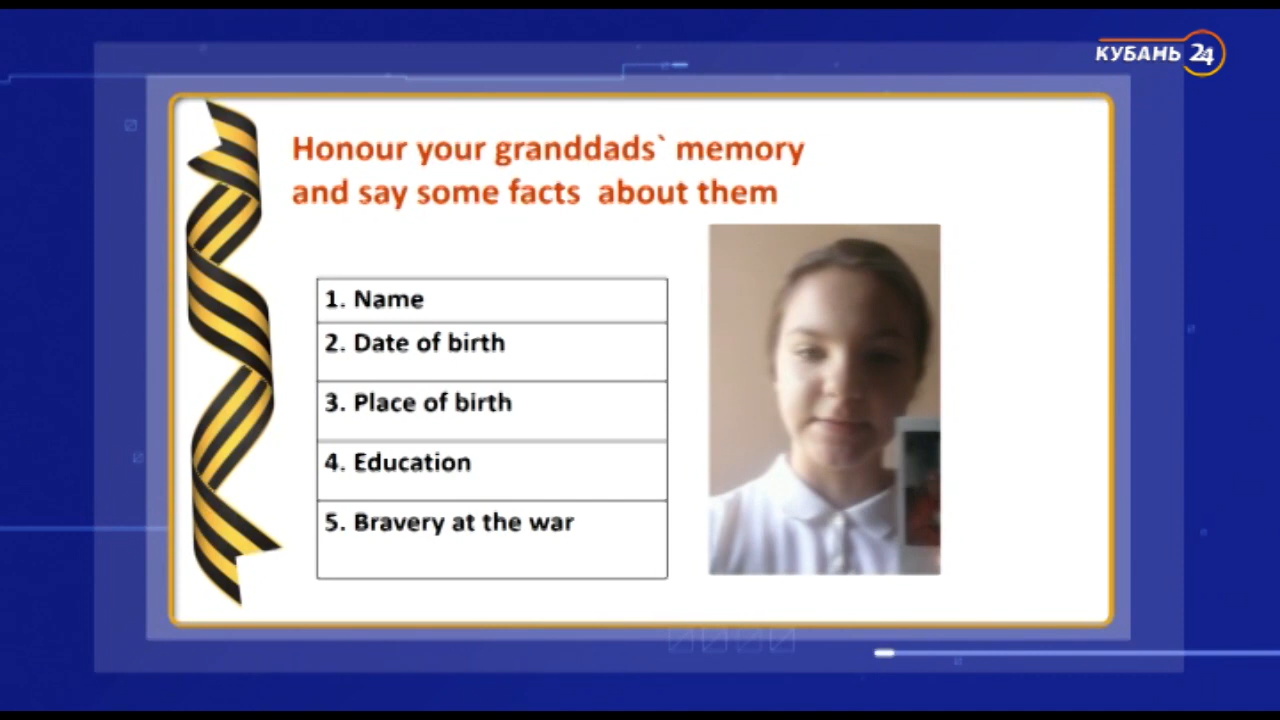 КУБАНЬ 24
Honour your granddads` memory
and say some facts about them
1. Name
2. Date of birth
3. Place of birth
4. Education
5. Bravery at the war